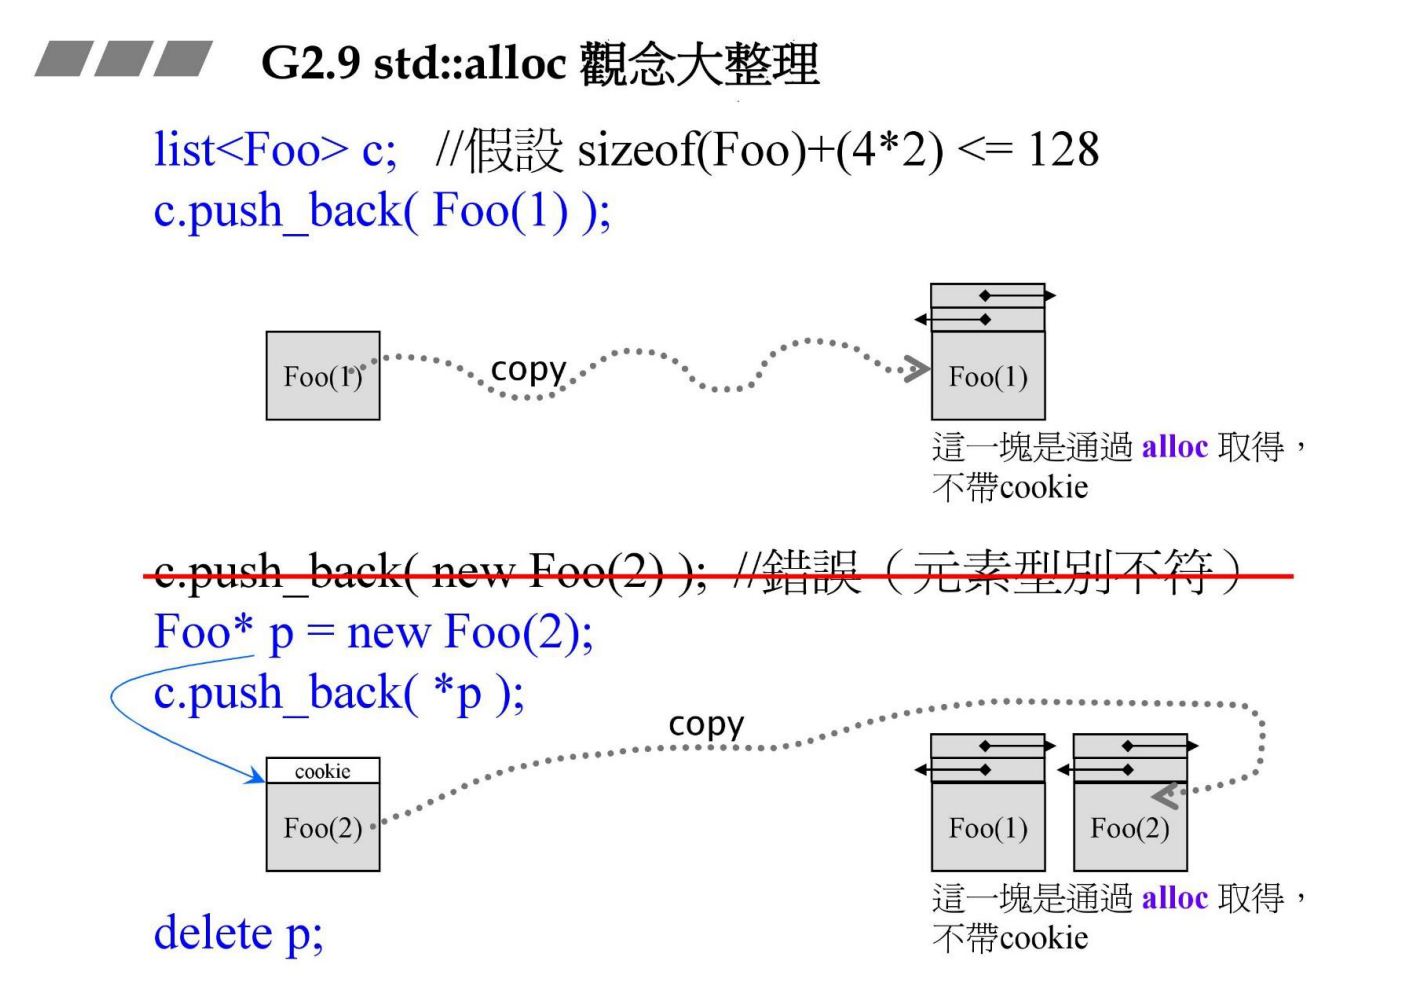 G2.9 std::alloc 觀念大整理
list<Foo> c;   //假設 sizeof(Foo)+(4*2) <= 128
c.push_back( Foo(1) );
Foo(1)
copy
Foo(1)
這一塊是通過 alloc 取得，
不帶cookie
c.push_back( new Foo(2) );  //錯誤（元素型別不符）
Foo* p = new Foo(2);
c.push_back( *p );
copy
cookie
Foo(2)
Foo(1)
Foo(2)
這一塊是通過 alloc 取得，
不帶cookie
delete p;